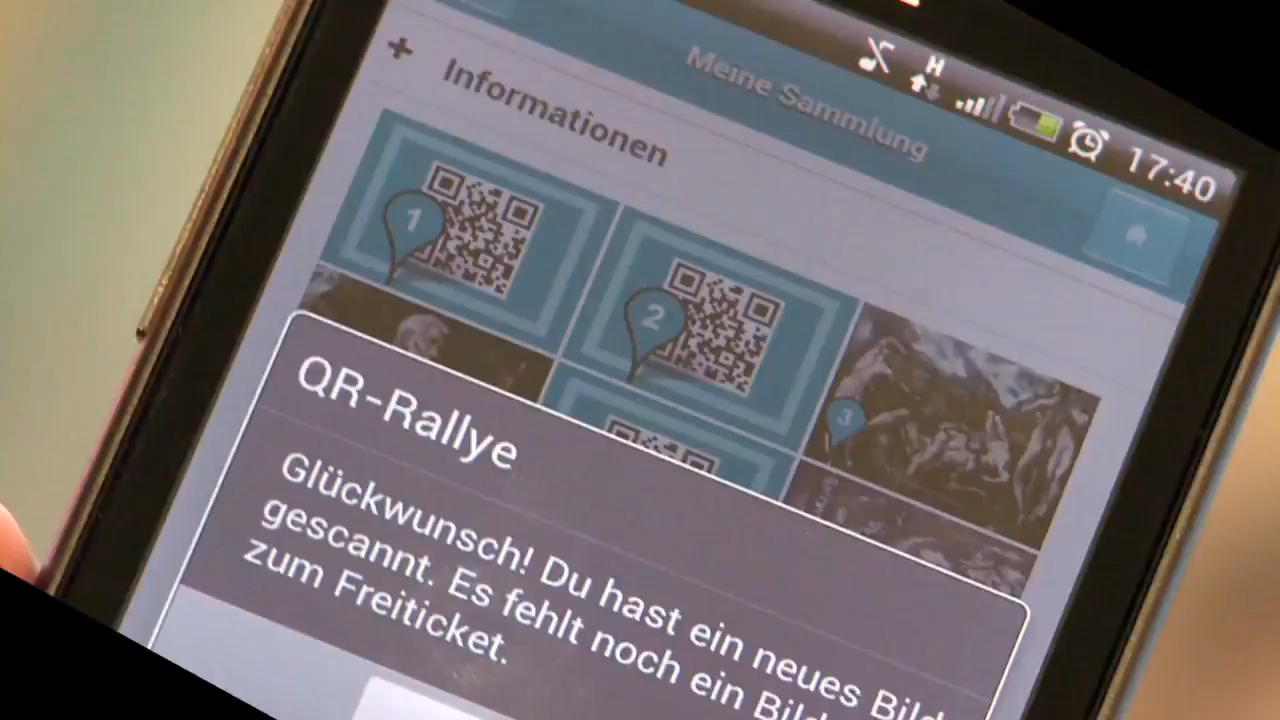 H
17:40
Meine Sammlung
Informationen
1
2
3
QR-Rallye
Glückwunsch! Du hast ein neues Bild
gescannt. Es fehlt noch ein Bild
zum Freiticket.